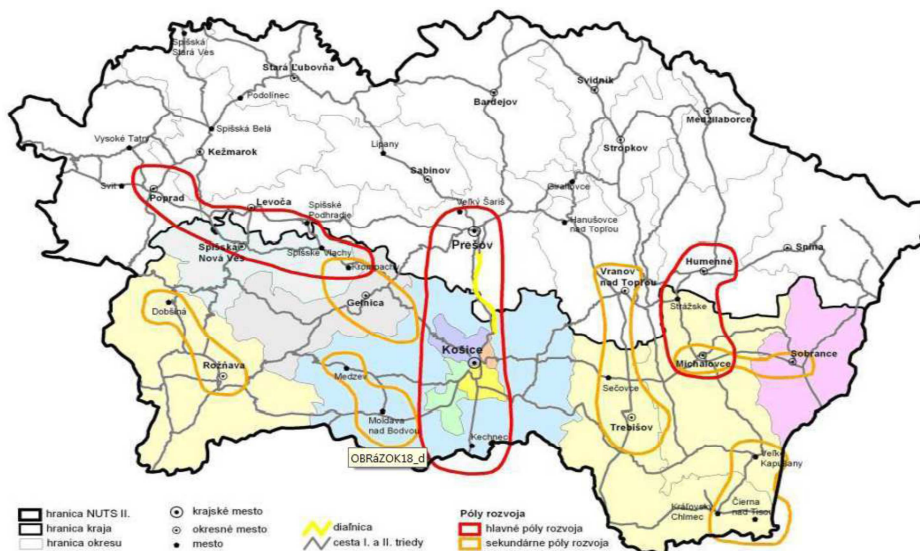 Spišská
Stará Ves
Stará Ľubovňa
Podolínec
Svidník
Bardejov
Medzilaborce
Vysoké Tatry
Spišská Belá
Kežmarok
Lipany
Stropkov
Sabinov
Giraltovce
Svit
Poprad
Levoča
Spišské
Podhradie
Veľký Šariš
Hanušovce
nad Topľou
Prešov
Spišská
Nová Ves
Spišské Vlachy
Snina
Humenné
Krompachy
Vranov
nad Topľou
Gelnica
Strážske
Dobšiná
Košice
Michalovce
Sobrance
Rožňava
Medzev
Sečovce
Moldava
nad Bodvou
Trebišov
Kechnec
OBRáZOK18_d
Veľké
Kapušany
Kráľovský
Chlmec
Čierna
nad Tisou
hranica NUTS II.
hranica kraja
hranica okresu
krajské mesto
okresné mesto
mesto
diaľnica
cesta I. a II. triedy
Póly rozvoja
hlavné póly rozvoja
sekundárne póly rozvoja